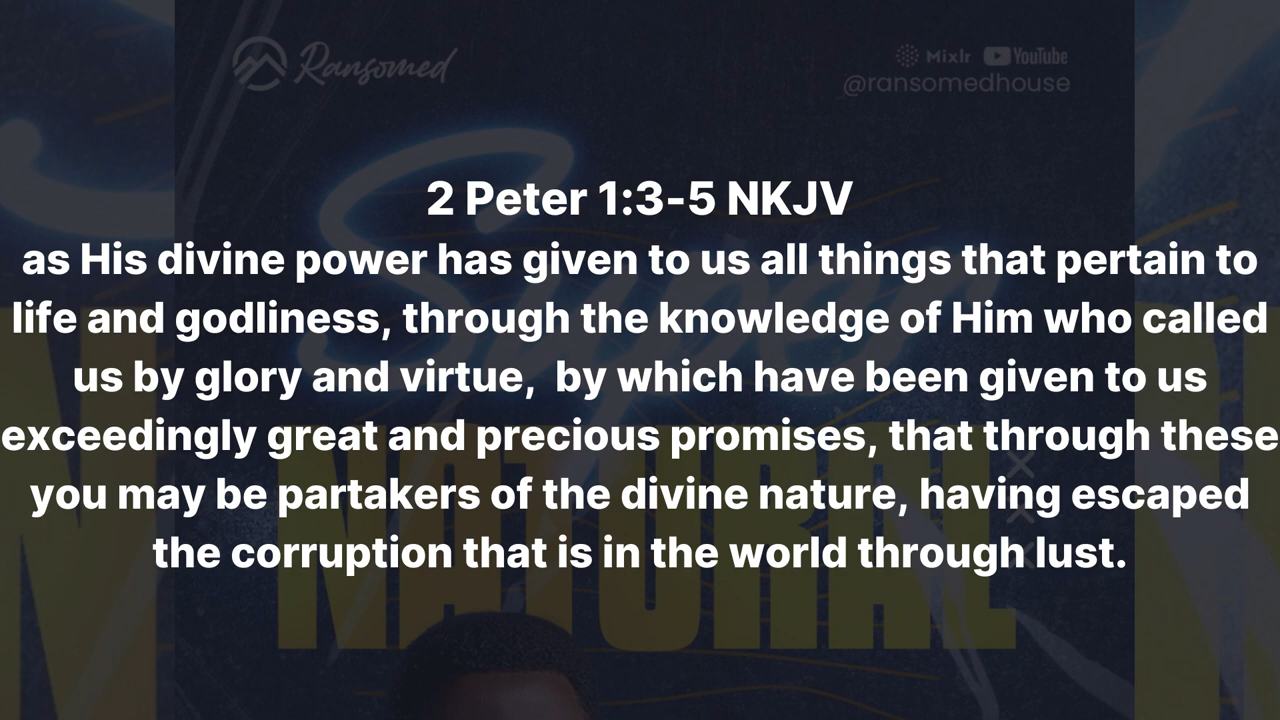 Ransomed
Mixlr YouTube
@ransomedhouse
Super
NATURAL
2 Peter 1:3-5 NKJV
as His divine power has given to us all things that pertain to
life and godliness, through the knowledge of Him who called
us by glory and virtue,  by which have been given to us
exceedingly great and precious promises, that through these
you may be partakers of the divine nature, having escaped
the corruption that is in the world through lust.